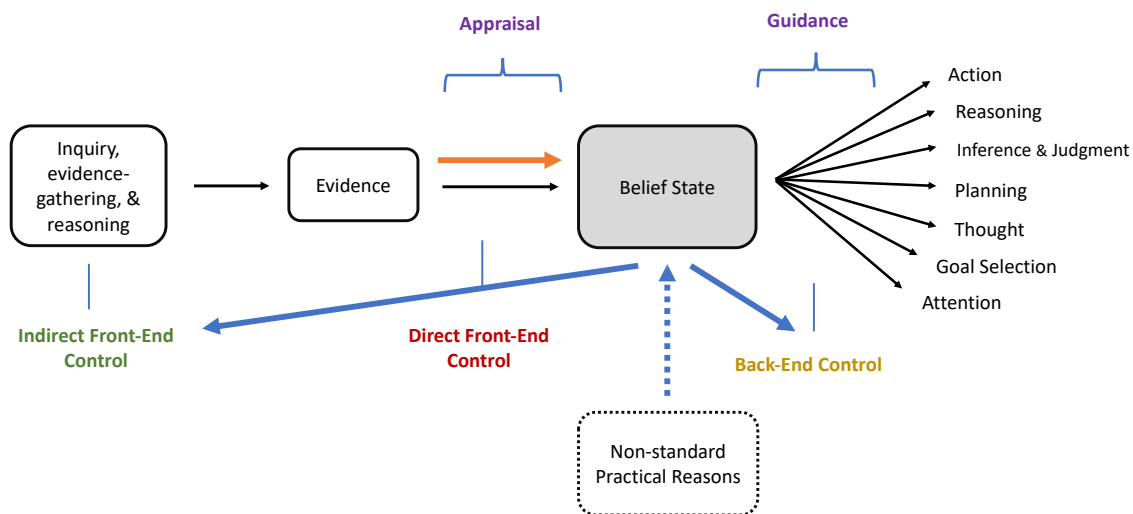 Appraisal
Guidance
Inquiry,
evidence-
gathering, &
reasoning
Evidence
Belief State
Action
Reasoning
Inference & Judgment
Planning
Thought
Goal Selection
Attention
Indirect Front-End
Control
Direct Front-End
Control
Back-End Control
Non-standard
Practical Reasons